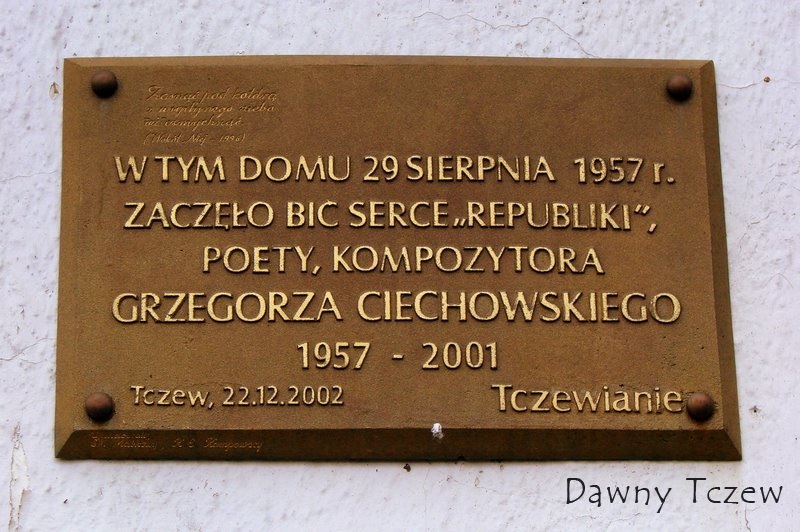 W TYM DOMU 29 SIERPNIA 1957 r.
ZACZĘŁO BIĆ SERCE „REPUBLIKI”,
POETY, KOMPOZYTORA
GRZEGORZA CIECHOWSKIEGO
1957 - 2001
Tczew, 22.12.2002
Tczewianie
Dawny Tczew